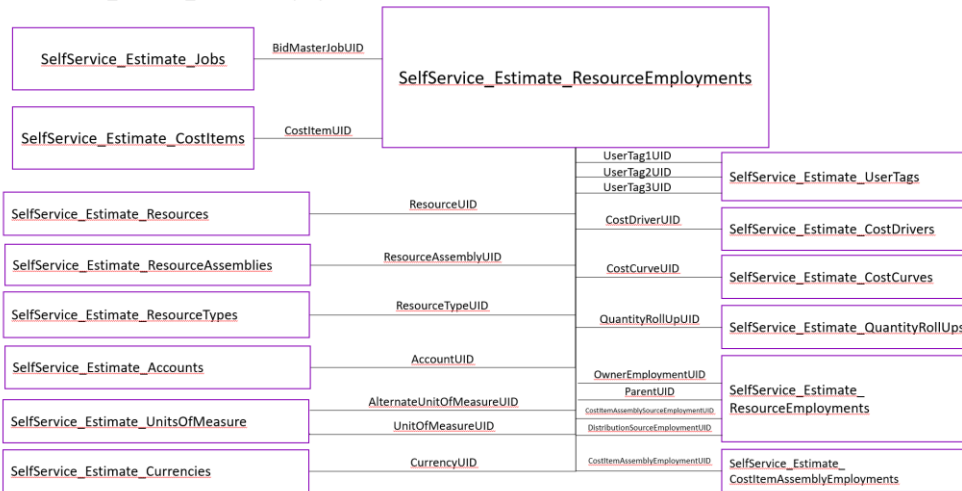 SelfService_Estimate_Jobs
BidMasterJobUID
SelfService_Estimate_ResourceEmployments
SelfService_Estimate_CostItems
CostItemUID
UserTag1UID
UserTag2UID
UserTag3UID
SelfService_Estimate_UserTags
SelfService_Estimate_Resources
ResourceUID
CostDriverUID
SelfService_Estimate_CostDrivers
SelfService_Estimate_ResourceAssemblies
ResourceAssemblyUID
CostCurveUID
SelfService_Estimate_CostCurves
SelfService_Estimate_ResourceTypes
ResourceTypeUID
QuantityRollUpUID
SelfService_Estimate_QuantityRollUps
SelfService_Estimate_Accounts
AccountUID
OwnerEmploymentUID
ParentUID
CostItemAssemblySourceEmploymentUID
DistributionSourceEmploymentUID
SelfService_Estimate_
ResourceEmployments
SelfService_Estimate_UnitsOfMeasure
AlternateUnitOfMeasureUID
UnitOfMeasureUID
SelfService_Estimate_Currencies
CurrencyUID
CostItemAssemblyEmploymentUID
SelfService_Estimate_
CostItemAssemblyEmployments